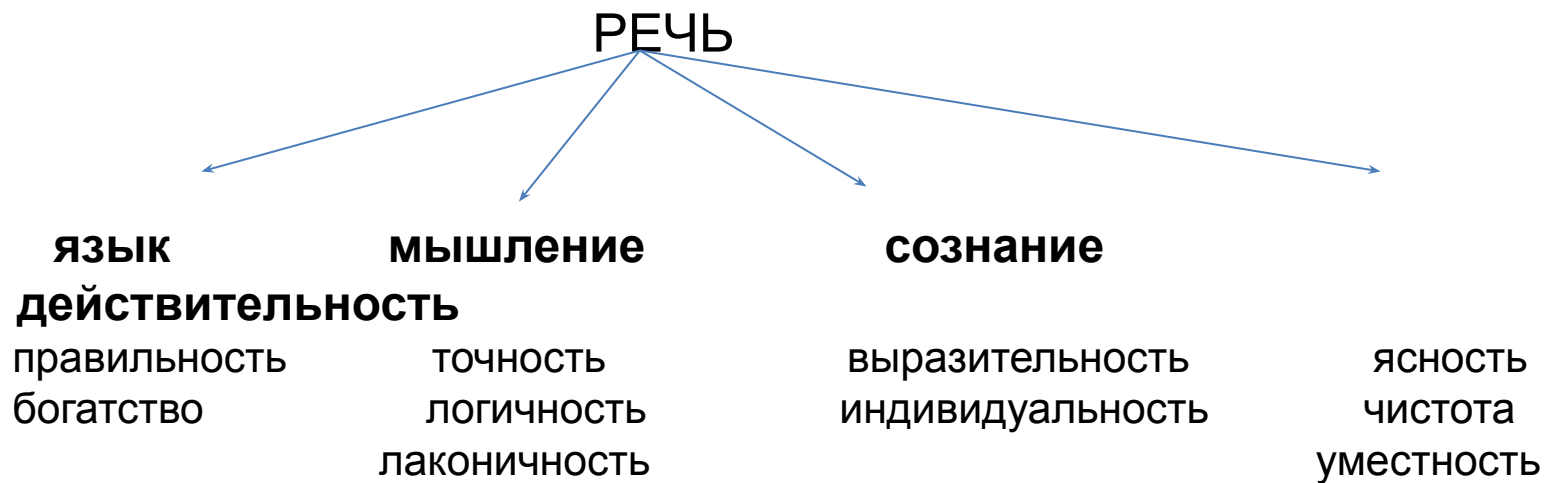 РЕЧЬ
язык мышление сознание
действительность
правильность точность выразительность ясность
богатство логичность индивидуальность чистота
лаконичность уместность